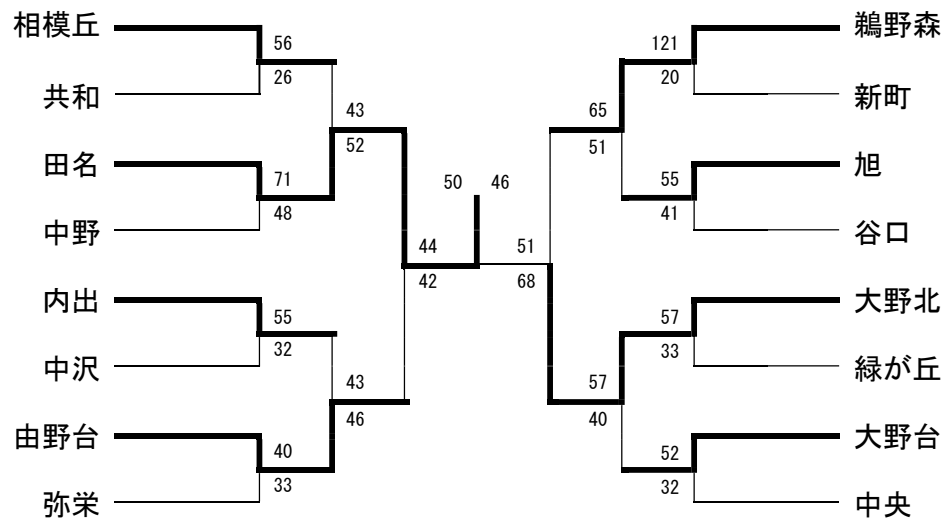 相模丘 56 121 鵜野森
26 20
共和 43 65 新町
52 51
田名 71 55 旭
50 46
48 41
中野 谷口
44 51
42 68
内出 55 57 大野北
32 33
中沢 緑が丘
43 57
46 40
由野台 40 52 大野台
33 32
弥栄 中央